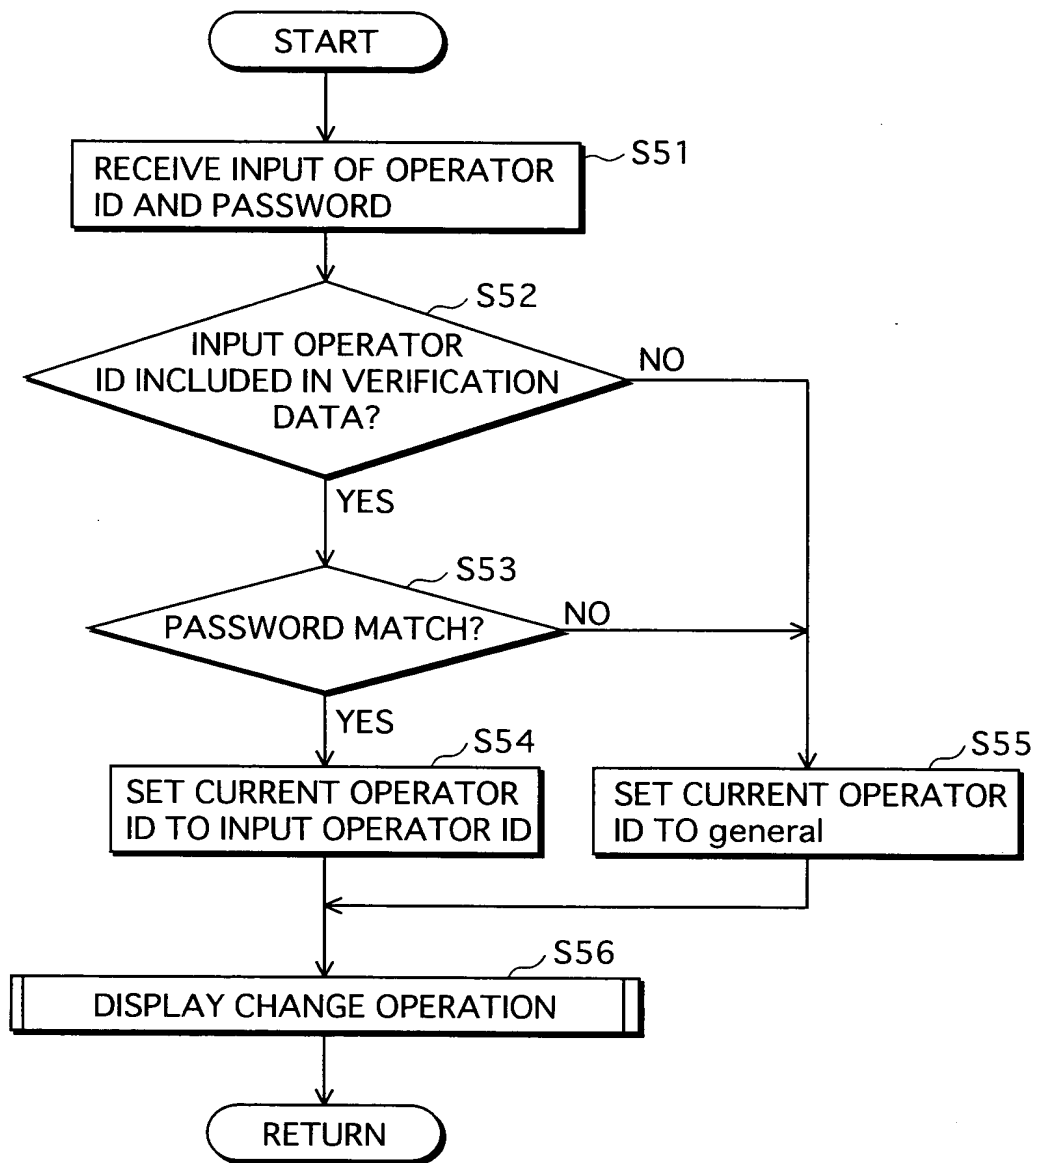 START
RECEIVE INPUT OF OPERATOR
ID AND PASSWORD
S51
S52
INPUT OPERATOR
ID INCLUDED IN VERIFICATION
DATA?
NO
YES
S53
PASSWORD MATCH?
NO
YES
S54
SET CURRENT OPERATOR
ID TO INPUT OPERATOR ID
S55
SET CURRENT OPERATOR
ID TO general
S56
DISPLAY CHANGE OPERATION
RETURN